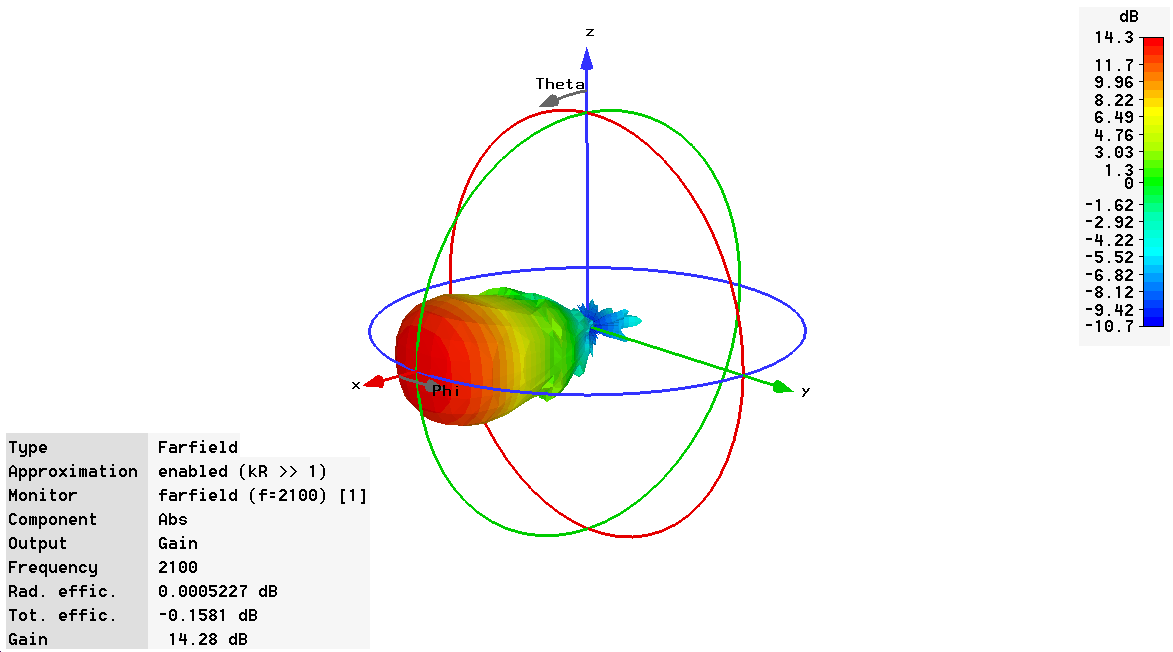 dB
14.3
11.7
9.96
8.22
6.49
4.76
3.03
1.3
0
-1.62
-2.92
-4.22
-5.52
-6.82
-8.12
-9.42
-10.7
z
Theta
x
Phi
y
Type Farfield
Approximation enabled (kR >> 1)
Monitor farfield (f=2100) [1]
Component Abs
Output Gain
Frequency 2100
Rad. effic. 0.0005227 dB
Tot. effic. -0.1581 dB
Gain 14.28 dB